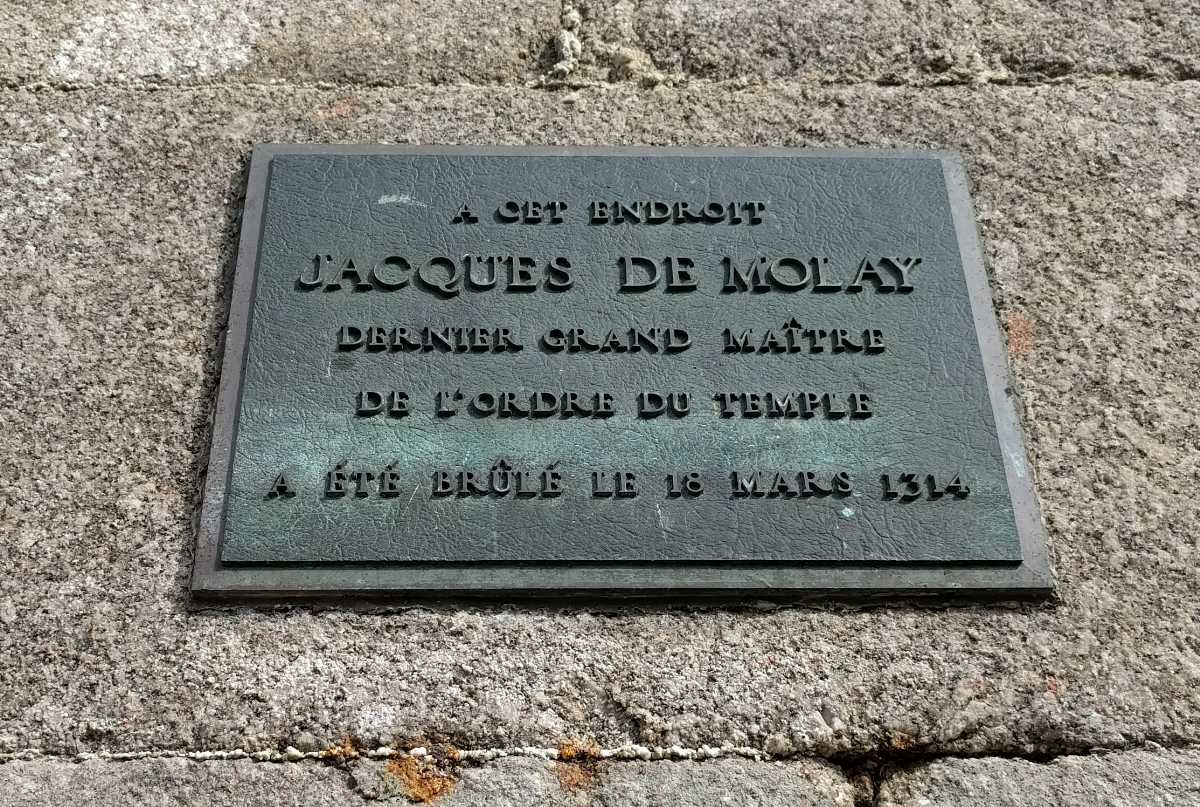 A CET ENDROIT
JACQUES DE MOLAY
DERNIER GRAND MAÎTRE
DE L'ORDRE DU TEMPLE
A ÉTÉ BRÛLÉ LE 18 MARS 1314